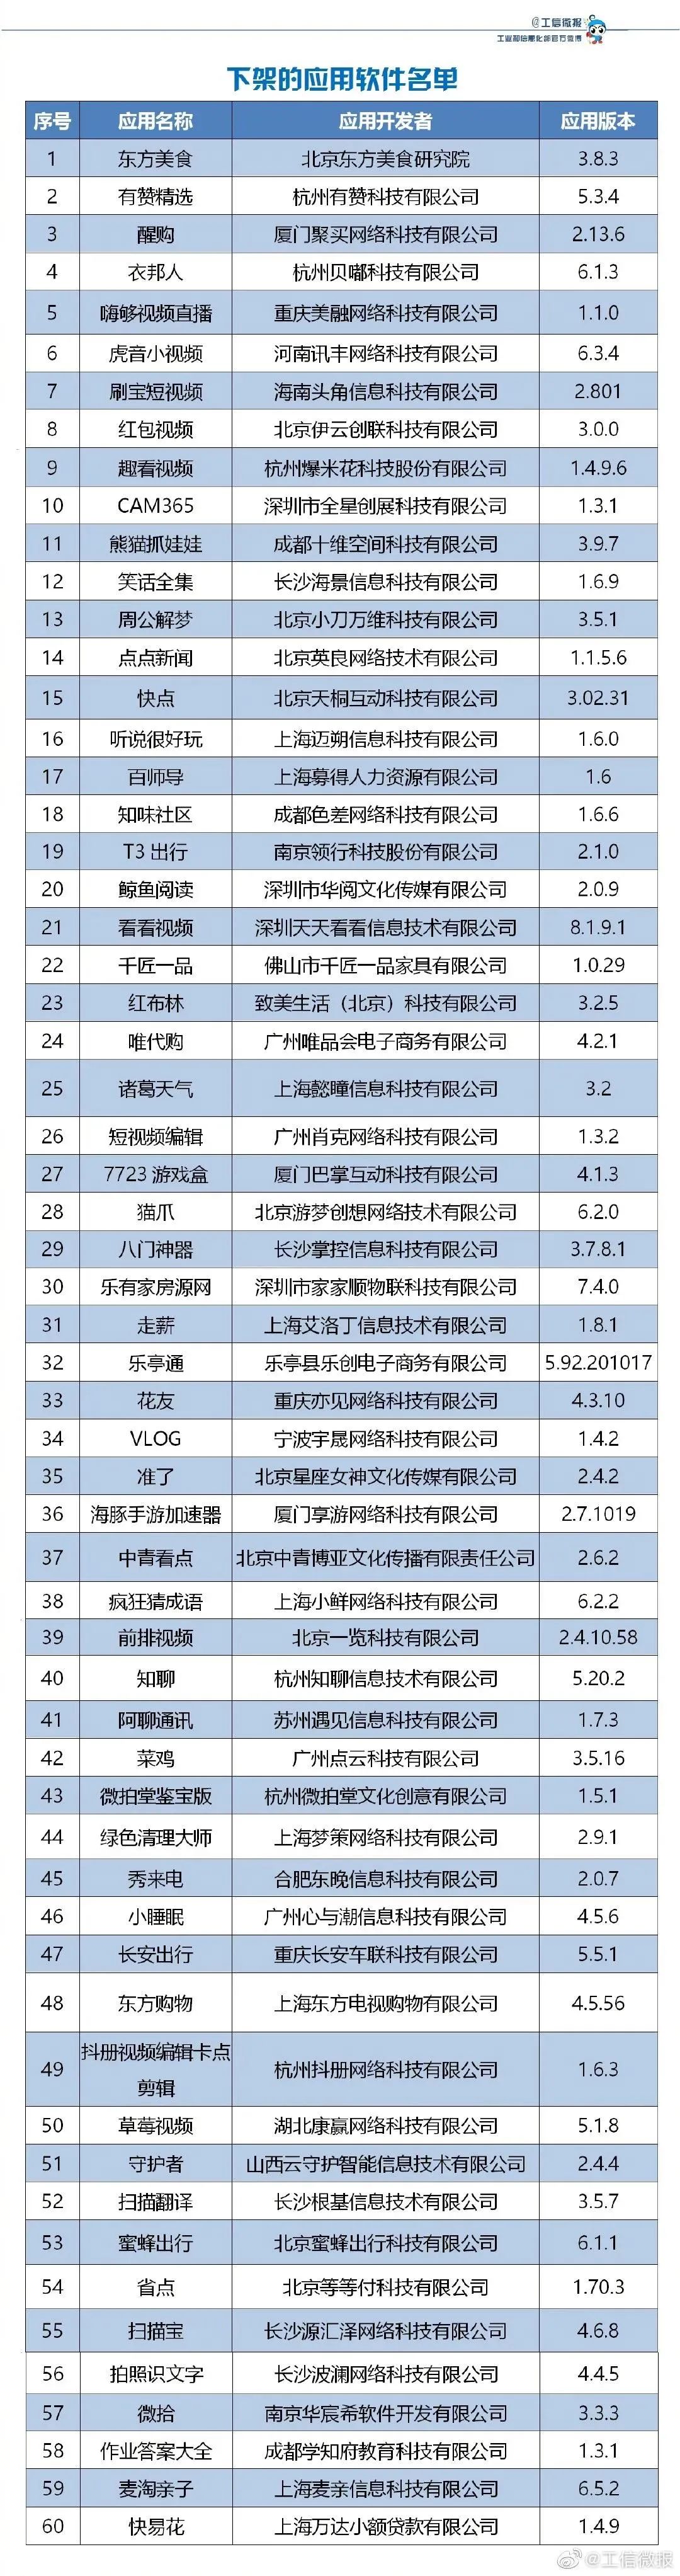 @工信微报
工业和信息化部官方微博
下架的应用软件名单
序号 应用名称 应用开发者 应用版本
1 东方美食 北京东方美食研究院 3.8.3
2 有赞精选 杭州有赞科技有限公司 5.3.4
3 醒购 厦门聚买网络科技有限公司 2.13.6
4 衣邦人 杭州贝嘟科技有限公司 6.1.3
5 嗨够视频直播 重庆美融网络科技有限公司 1.1.0
6 虎音小视频 河南讯丰网络科技有限公司 6.3.4
7 刷宝短视频 海南头角信息科技有限公司 2.801
8 红包视频 北京伊云创联科技有限公司 3.0.0
9 趣看视频 杭州爆米花科技股份有限公司 1.4.9.6
10 CAM365 深圳市全星创展科技有限公司 1.3.1
11 熊猫抓娃娃 成都十维空间科技有限公司 3.9.7
12 笑话全集 长沙海景信息科技有限公司 1.6.9
13 周公解梦 北京小刀万维科技有限公司 3.5.1
14 点点新闻 北京英良网络技术有限公司 1.1.5.6
15 快点 北京天桐互动科技有限公司 3.02.31
16 听说很好玩 上海迈朔信息科技有限公司 1.6.0
17 百师导 上海募得人力资源有限公司 1.6
18 知味社区 成都色差网络科技有限公司 1.6.6
19 T3 出行 南京领行科技股份有限公司 2.1.0
20 鲸鱼阅读 深圳市华阅文化传媒有限公司 2.0.9
21 看看视频 深圳天天看看信息技术有限公司 8.1.9.1
22 千匠一品 佛山市千匠一品家具有限公司 1.0.29
23 红布林 致美生活（北京）科技有限公司 3.2.5
24 唯代购 广州唯品会电子商务有限公司 4.2.1
25 诸葛天气 上海懿瞳信息科技有限公司 3.2
26 短视频编辑 广州肖克网络科技有限公司 1.3.2
27 7723 游戏盒 厦门巴掌互动科技有限公司 4.1.3
28 猫爪 北京游梦创想网络技术有限公司 6.2.0
29 八门神器 长沙掌控信息科技有限公司 3.7.8.1
30 乐有家房源网 深圳市家家顺物联科技有限公司 7.4.0
31 走薪 上海艾洛丁信息技术有限公司 1.8.1
32 乐亭通 乐亭县乐创电子商务有限公司 5.92.201017
33 花友 重庆亦见网络科技有限公司 4.3.10
34 VLOG 宁波宇晟网络科技有限公司 1.4.2
35 准了 北京星座女神文化传媒有限公司 2.4.2
36 海豚手游加速器 厦门享游网络科技有限公司 2.7.1019
37 中青看点 北京中青博亚文化传播有限责任公司 2.6.2
38 疯狂猜成语 上海小鲜网络科技有限公司 6.2.2
39 前排视频 北京一览科技有限公司 2.4.10.58
40 知聊 杭州知聊信息技术有限公司 5.20.2
41 阿聊通讯 苏州遇见信息科技有限公司 1.7.3
42 菜鸡 广州点云科技有限公司 3.5.16
43 微拍堂鉴宝版 杭州微拍堂文化创意有限公司 1.5.1
44 绿色清理大师 上海梦策网络科技有限公司 2.9.1
45 秀来电 合肥东晚信息科技有限公司 2.0.7
46 小睡眠 广州心与潮信息科技有限公司 4.5.6
47 长安出行 重庆长安车联科技有限公司 5.5.1
48 东方购物 上海东方电视购物有限公司 4.5.56
49 抖册视频编辑卡点 杭州抖册网络科技有限公司 1.6.3
剪辑
50 草莓视频 湖北康赢网络科技有限公司 5.1.8
51 守护者 山西云守护智能信息技术有限公司 2.4.4
52 扫描翻译 长沙根基信息技术有限公司 3.5.7
53 蜜蜂出行 北京蜜蜂出行科技有限公司 6.1.1
54 省点 北京等等付科技有限公司 1.70.3
55 扫描宝 长沙源汇泽网络科技有限公司 4.6.8
56 拍照识文字 长沙波澜网络科技有限公司 4.4.5
57 微拾 南京华宸希软件开发有限公司 3.3.3
58 作业答案大全 成都学知府教育科技有限公司 1.3.1
59 麦淘亲子 上海麦亲信息科技有限公司 6.5.2
60 快易花 上海万达小额贷款有限公司 1.4.9
@工信微报